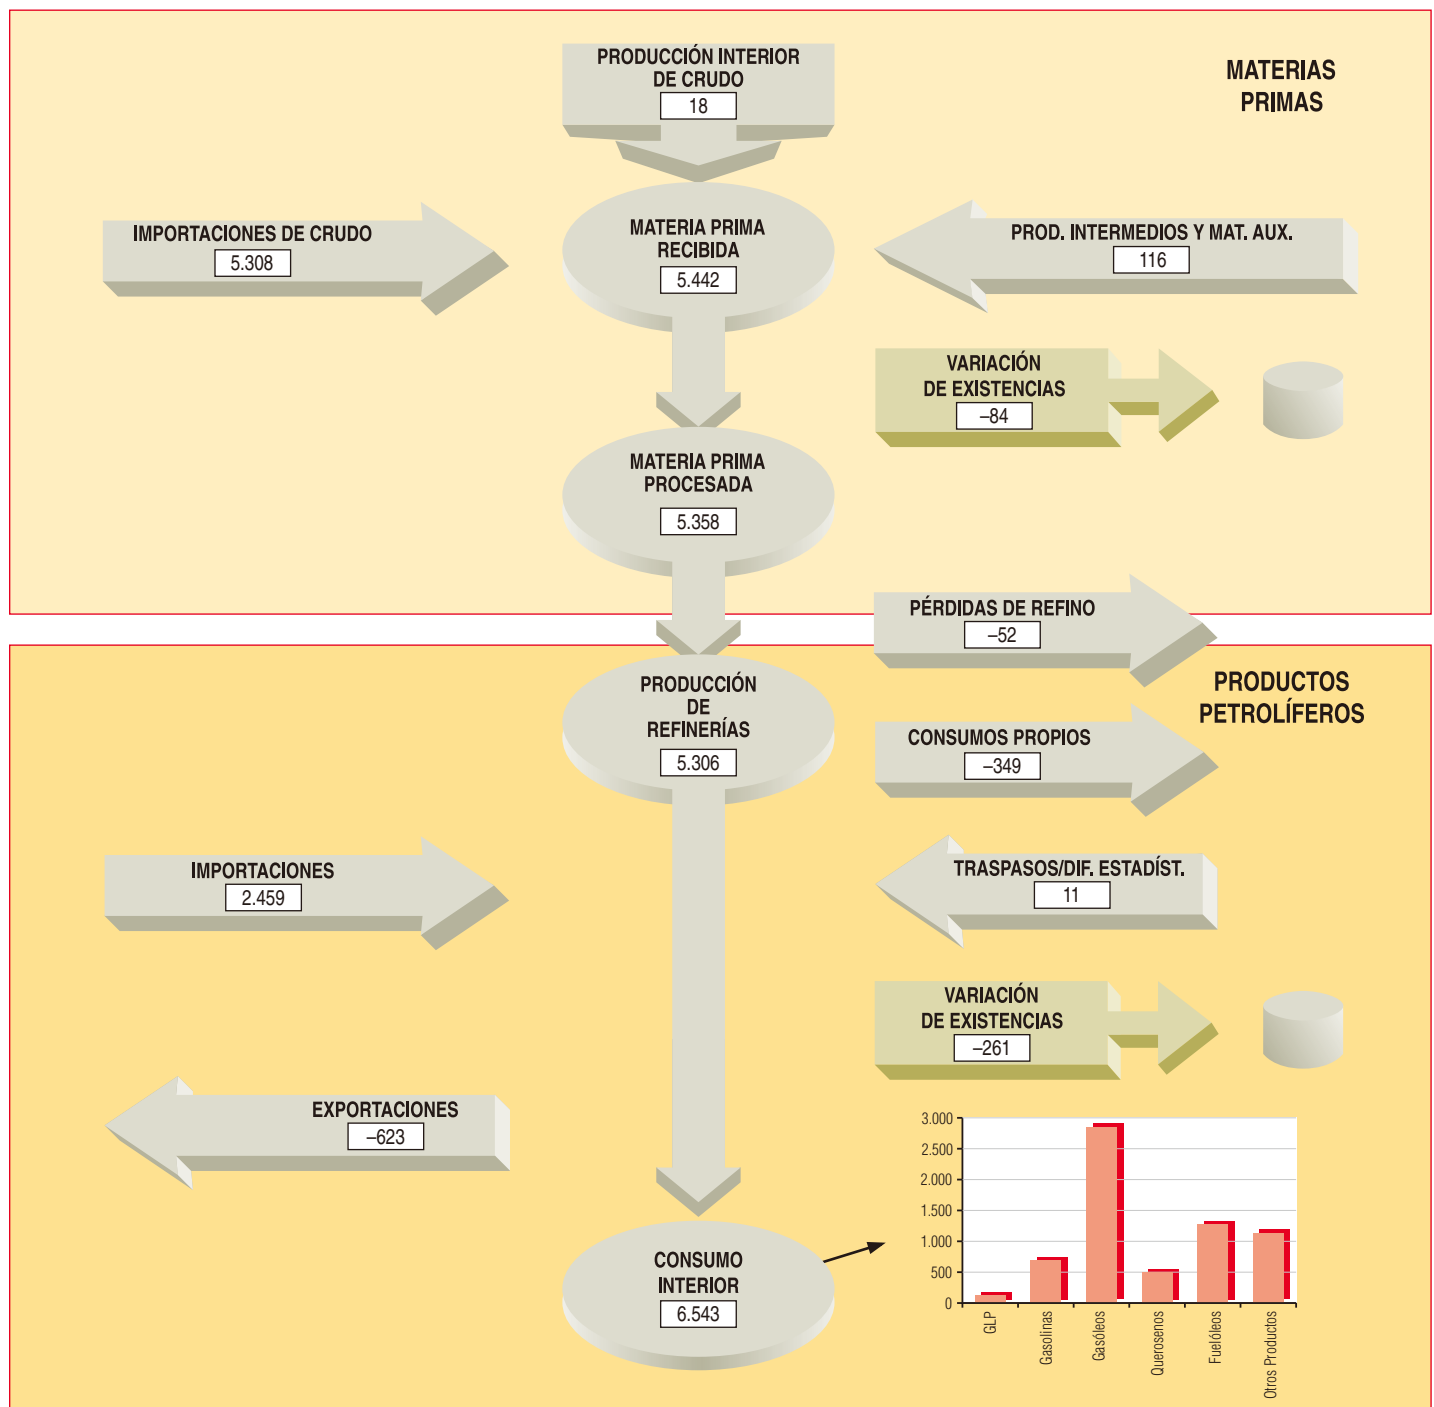 PRODUCCIÓN INTERIOR
DE CRUDO
18
MATERIAS
PRIMAS
IMPORTACIONES DE CRUDO
5.308
MATERIA PRIMA
RECIBIDA
5.442
PROD. INTERMEDIOS Y MAT. AUX.
116
VARIACIÓN
DE EXISTENCIAS
–84
MATERIA PRIMA
PROCESADA
5.358
PÉRDIDAS DE REFINO
–52
PRODUCTOS
PETROLÍFEROS
PRODUCCIÓN
DE
REFINERÍAS
5.306
CONSUMOS PROPIOS
–349
IMPORTACIONES
2.459
TRASPASOS/DIF. ESTADÍST.
11
VARIACIÓN
DE EXISTENCIAS
–261
EXPORTACIONES
–623
CONSUMO
INTERIOR
6.543
3.000
2.500
2.000
1.500
1.000
500
0
GLP
Gasolinas
Gasóleos
Querosenos
Fuelóleos
Otros Productos